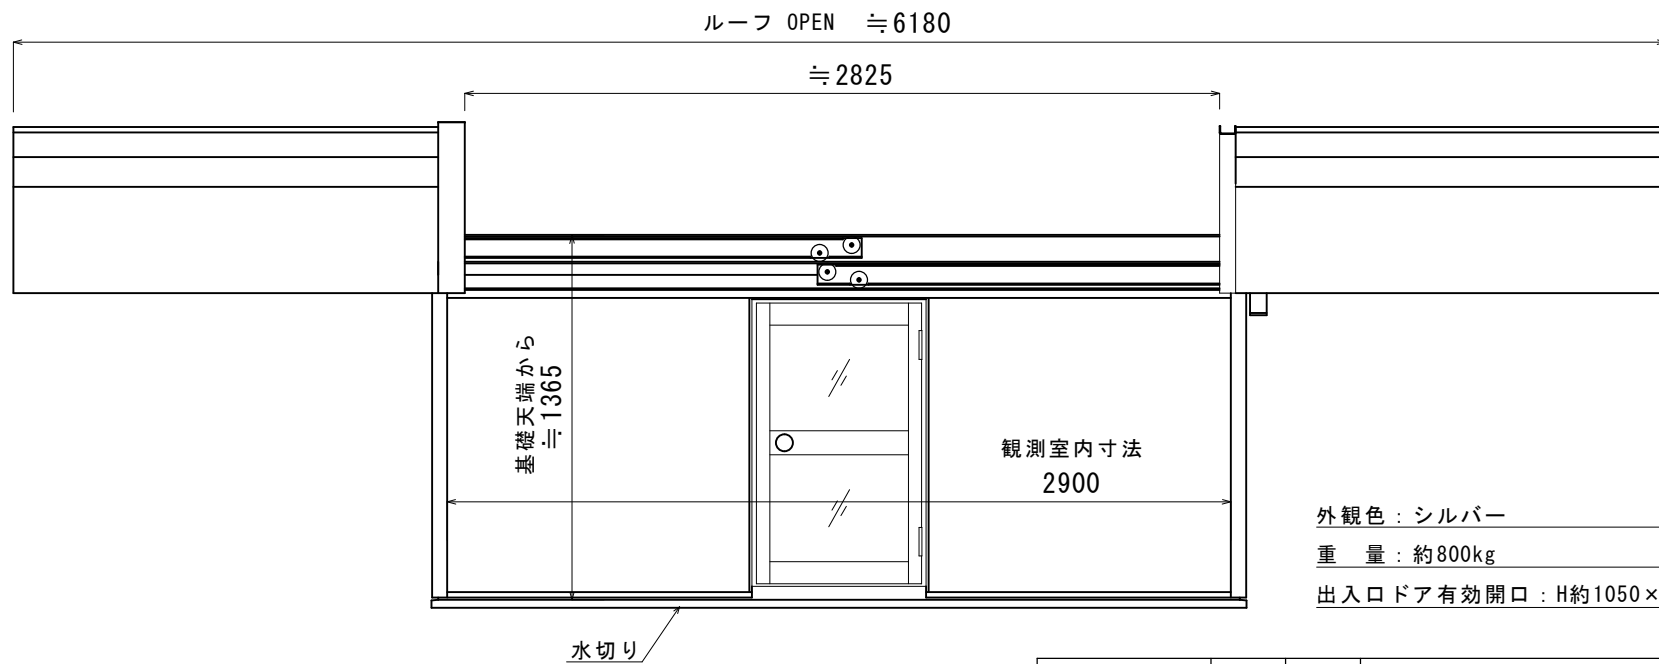 ルーフ OPEN ≒6180
≒2825
基礎天端から
≒1365
観測室内寸法
2900
外観色：シルバー
重　量：約800kg
出入口ドア有効開口：H約1050×
水切り